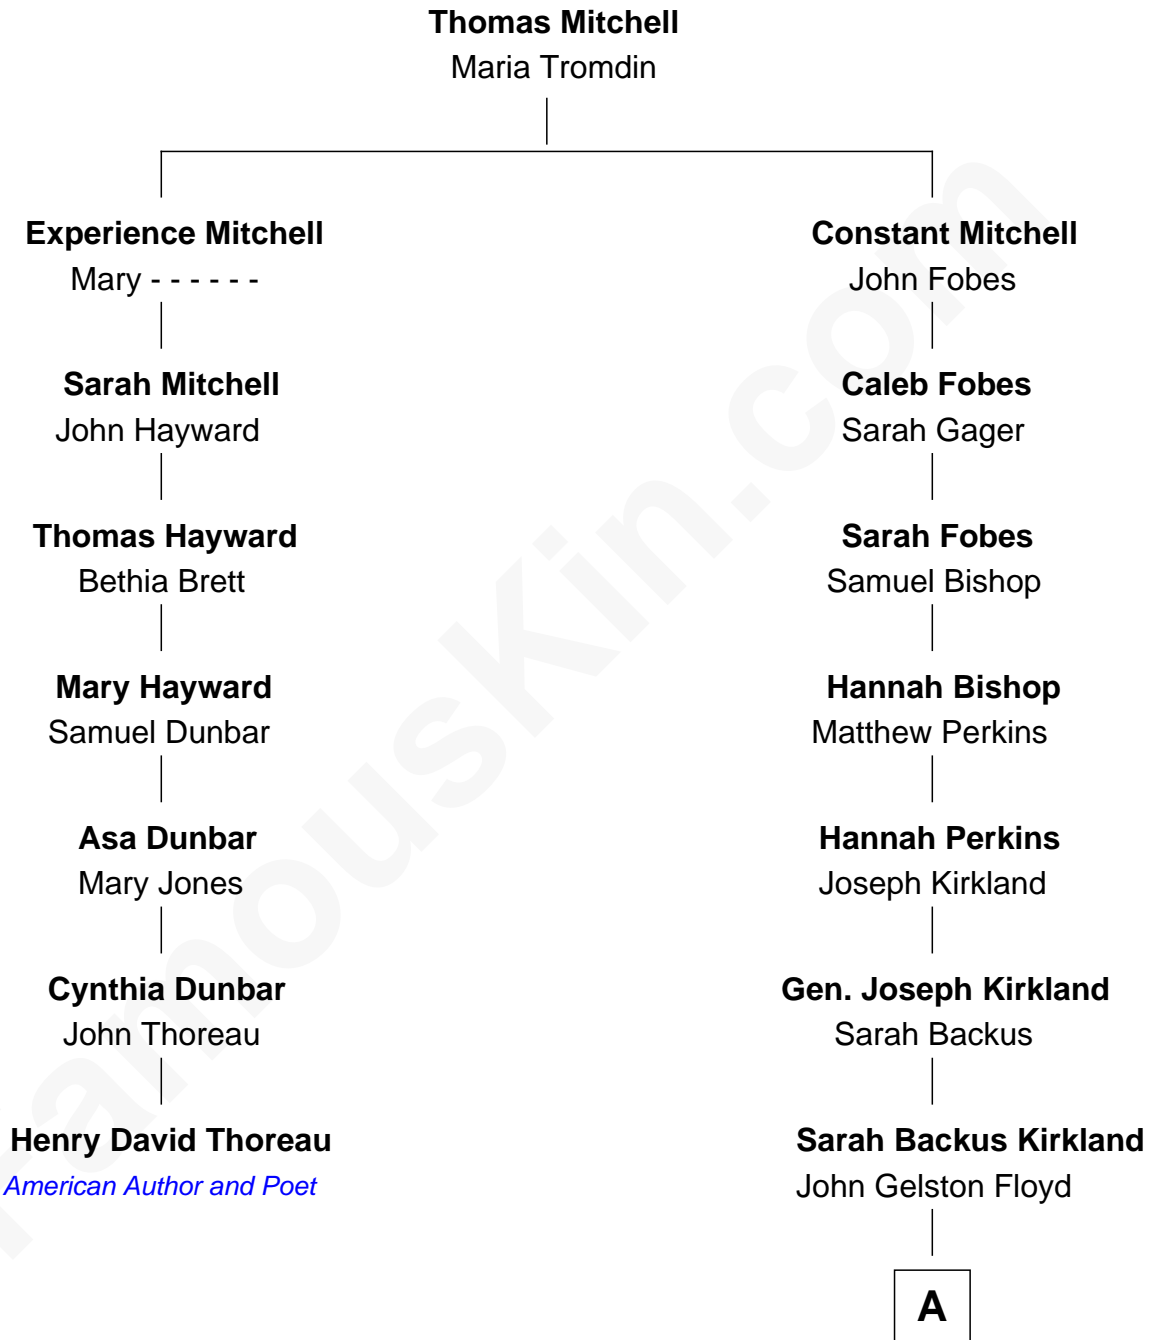 Thomas Mitchell
Maria Tromdin
Experience Mitchell
Mary - - - - - -
Constant Mitchell
John Fobes
Sarah Mitchell
John Hayward
Caleb Fobes
Sarah Gager
Thomas Hayward
Bethia Brett
Sarah Fobes
Samuel Bishop
Mary Hayward
Samuel Dunbar
Hannah Bishop
Matthew Perkins
Asa Dunbar
Mary Jones
Hannah Perkins
Joseph Kirkland
Cynthia Dunbar
John Thoreau
Gen. Joseph Kirkland
Sarah Backus
Henry David Thoreau
American Author and Poet
Sarah Backus Kirkland
John Gelston Floyd
A
FamousKin.com